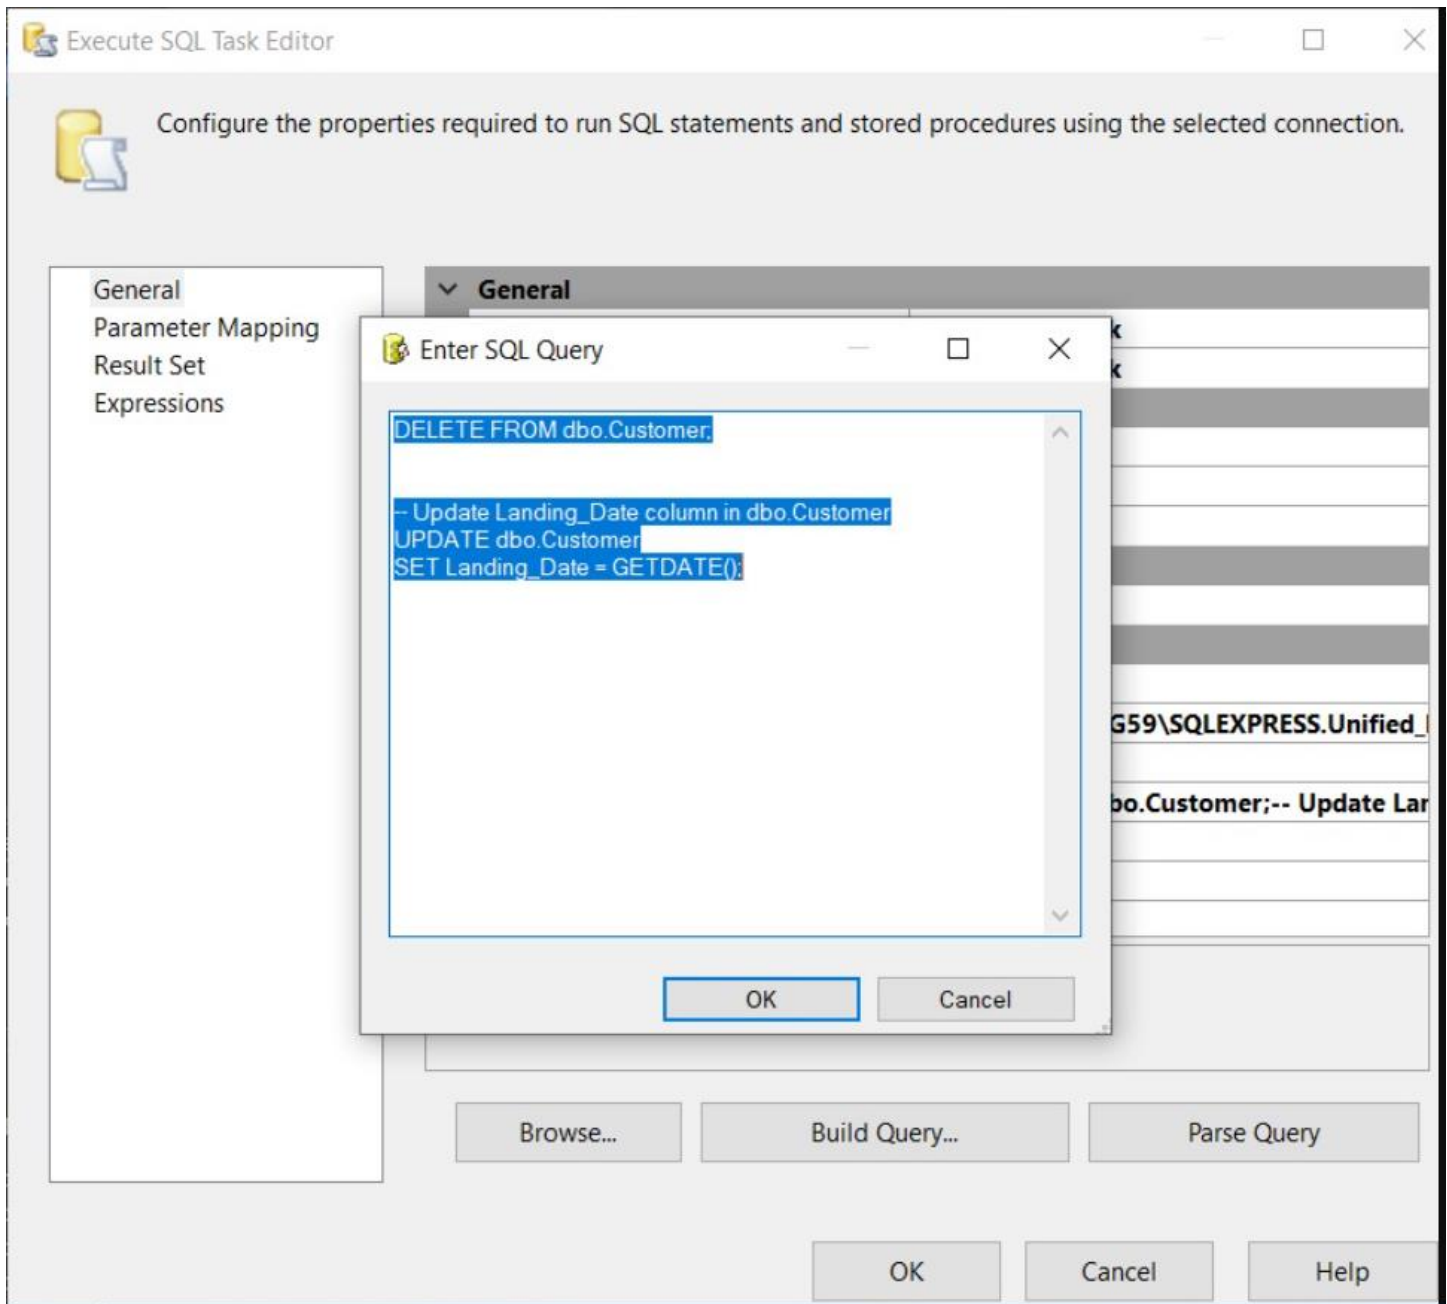 Execute SQL Task Editor
Configure the properties required to run SQL statements and stored procedures using the selected connection.
General
Parameter Mapping
Result Set
Expressions
General
Enter SQL Query
DELETE FROM dbo.Customer;
-- Update Landing_Date column in dbo.Customer
UPDATE dbo.Customer
SET Landing_Date = GETDATE();
OK
Cancel
k
k
G59\SQLEXPRESS.Unified_
bo.Customer;-- Update Lar
Browse...
Build Query...
Parse Query
OK
Cancel
Help